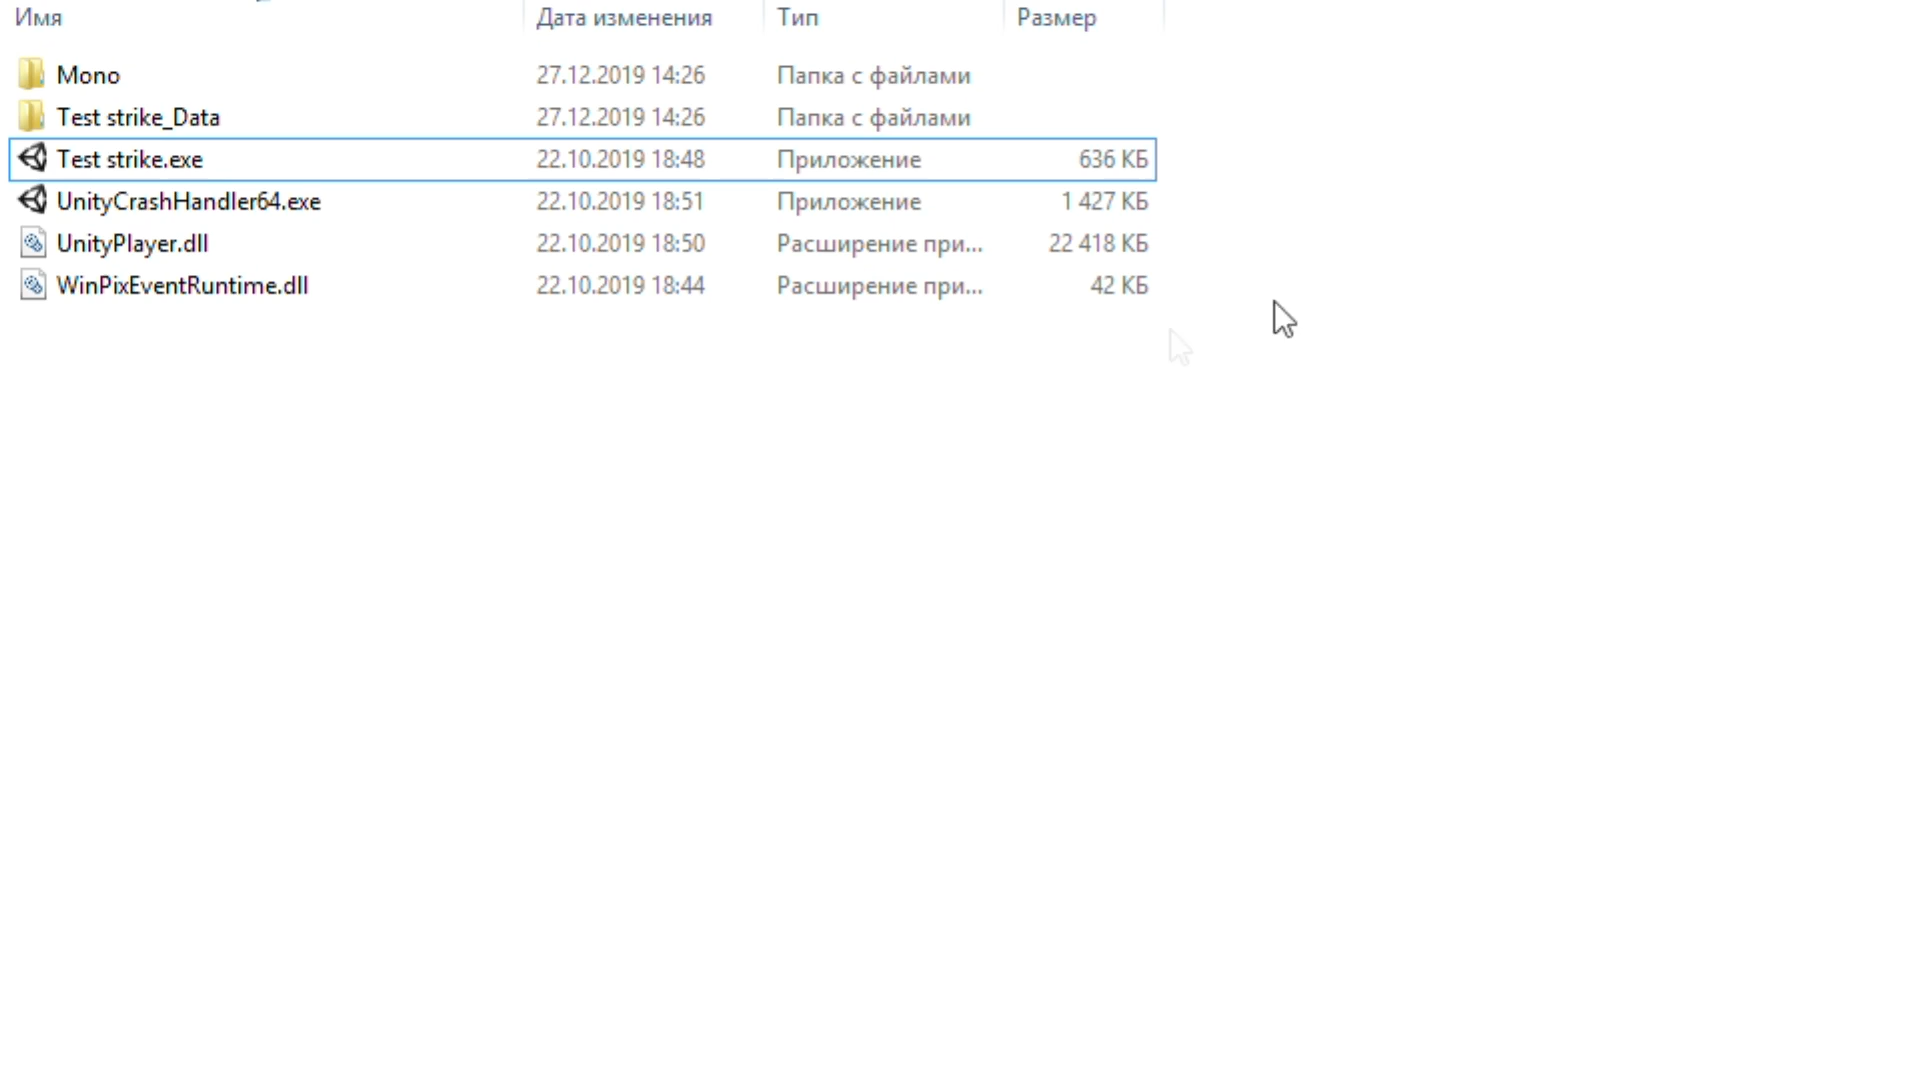 Имя Дата изменения Тип Размер
Mono 27.12.2019 14:26 Папка с файлами
Test strike_Data 27.12.2019 14:26 Папка с файлами
Test strike.exe 22.10.2019 18:48 Приложение 636 КБ
UnityCrashHandler64.exe 22.10.2019 18:51 Приложение 1 427 КБ
UnityPlayer.dll 22.10.2019 18:50 Расширение при... 22 418 КБ
WinPixEventRuntime.dll 22.10.2019 18:44 Расширение при... 42 КБ